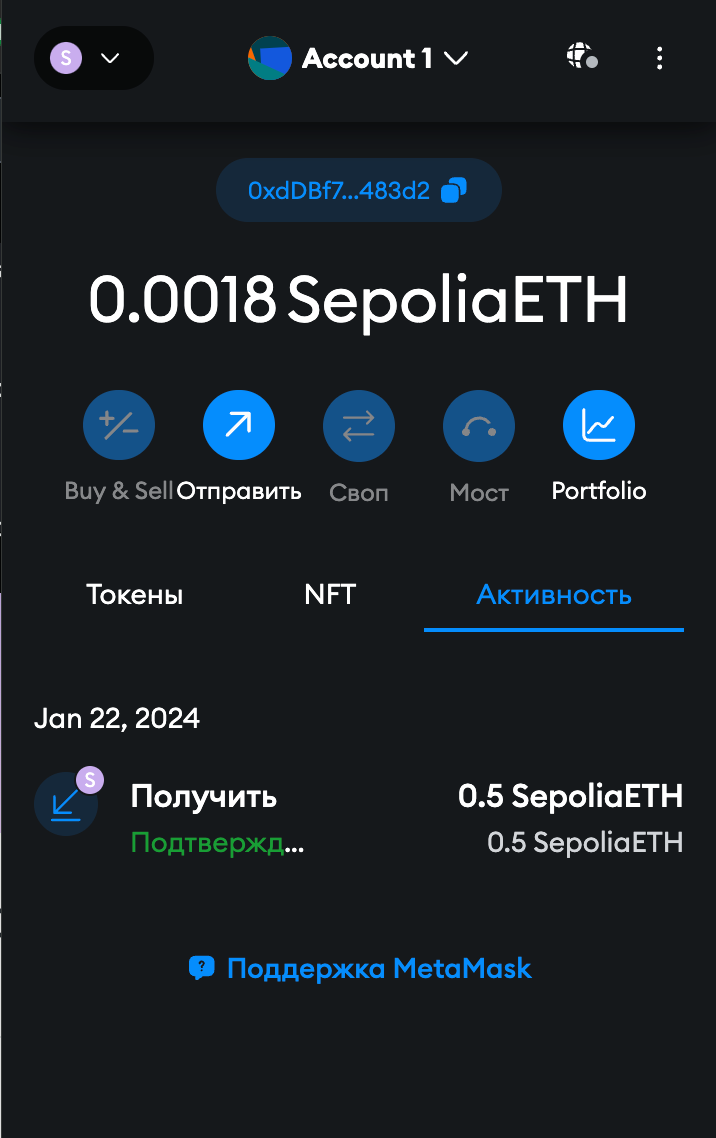 S
Account 1
0xdDBf7...483d2
0.0018 SepoliaETH
Buy & Sell Отправить Своп Мост Portfolio
Токены NFT Активность
Jan 22, 2024
S
Получить 0.5 SepoliaETH
Подтвержд... 0.5 SepoliaETH
? Поддержка MetaMask